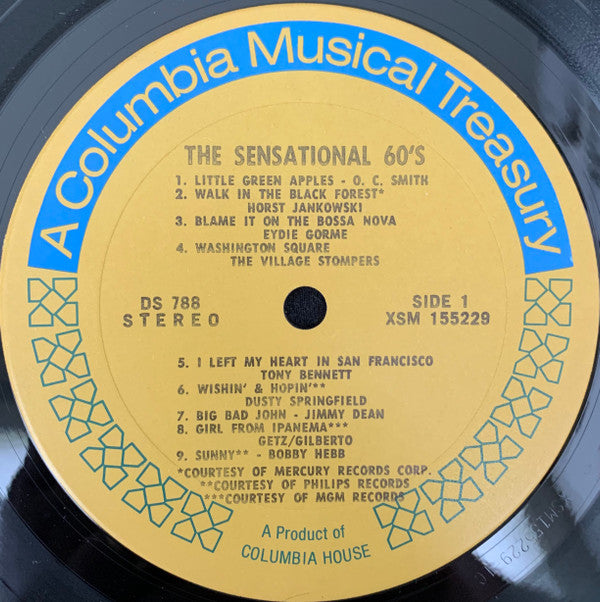 A Columbia Musical Treasury
THE SENSATIONAL 60'S
1. LITTLE GREEN APPLES - O. C. SMITH
2. WALK IN THE BLACK FOREST*
HORST JANKOWSKI
3. BLAME IT ON THE BOSSA NOVA
EYDIE GORME
4. WASHINGTON SQUARE
THE VILLAGE STOMPERS
DS 788
STEREO
SIDE 1
XSM 155229
5. I LEFT MY HEART IN SAN FRANCISCO
TONY BENNETT
6. WISHIN' & HOPIN'**
DUSTY SPRINGFIELD
7. BIG BAD JOHN - JIMMY DEAN
8. GIRL FROM IPANEMA***
GETZ/GILBERTO
9. SUNNY** - BOBBY HEBB
*COURTESY OF MERCURY RECORDS CORP.
**COURTESY OF PHILIPS RECORDS
***COURTESY OF MGM RECORDS
A Product of
COLUMBIA HOUSE